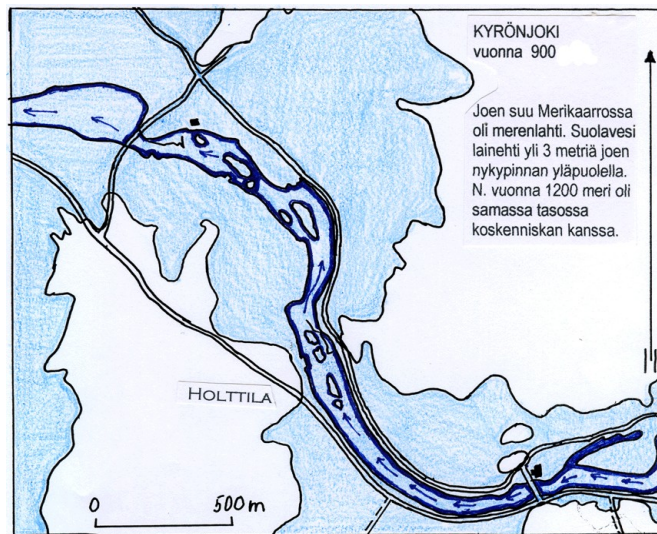 KYRÖNJOKI
vuonna 900
Joen suu Merikaarrossa
oli merenlahti. Suolavesi
lainehti yli 3 metriä joen
nykypinnan yläpuolella.
N. vuonna 1200 meri oli
samassa tasossa
koskenniskan kanssa.
HOLTTILA
0 500 m